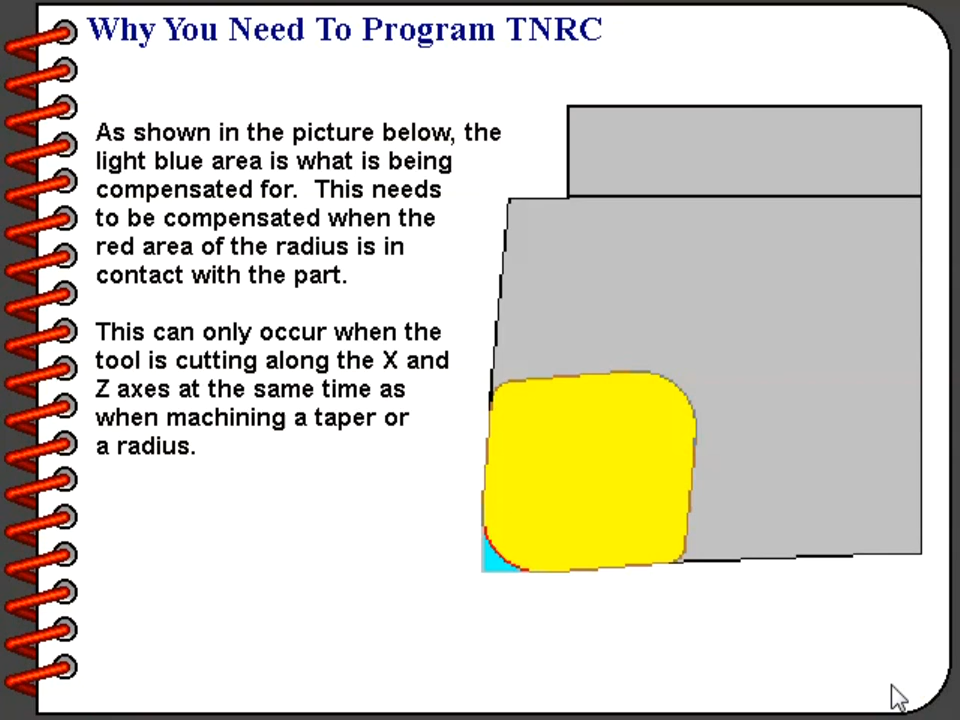 Why You Need To Program TNRC
As shown in the picture below, the
light blue area is what is being
compensated for.  This needs
to be compensated when the
red area of the radius is in
contact with the part.
This can only occur when the
tool is cutting along the X and
Z axes at the same time as
when machining a taper or
a radius.